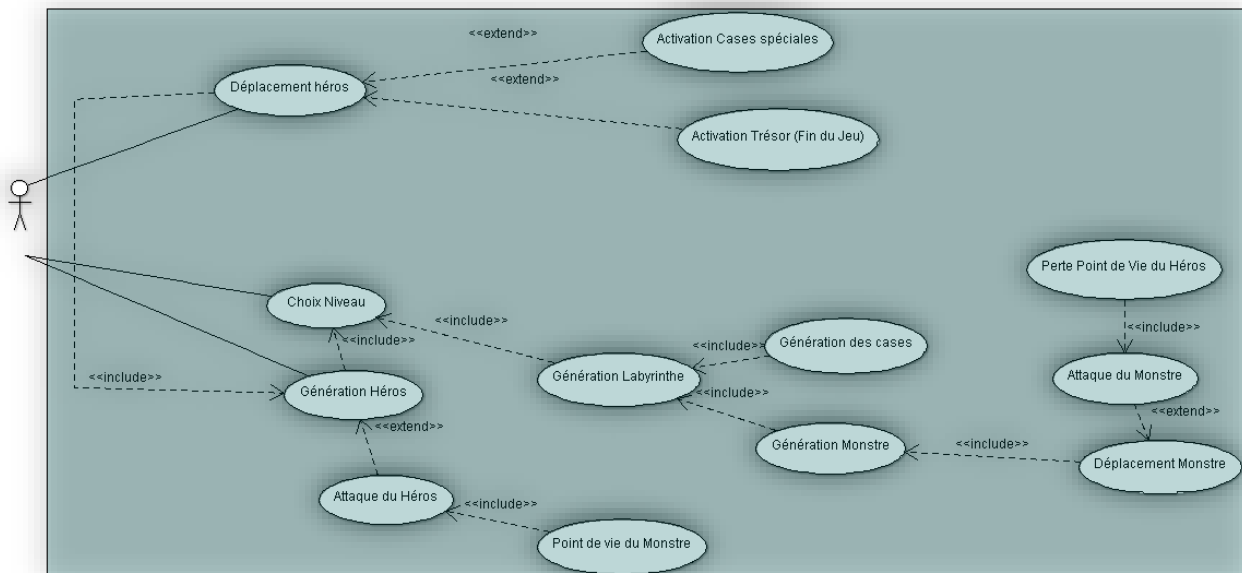 <<extend>>
Activation Cases spéciales
Déplacement héros
<<extend>>
Activation Trésor (Fin du Jeu)
Perte Point de Vie du Héros
Choix Niveau
<<include>>
<<include>>
<<include>>
Génération des cases
<<include>>
<<include>>
Génération Héros
Génération Labyrinthe
<<include>>
Attaque du Monstre
<<extend>>
<<extend>>
Génération Monstre
<<include>>
Déplacement Monstre
Attaque du Héros
<<include>>
Point de vie du Monstre